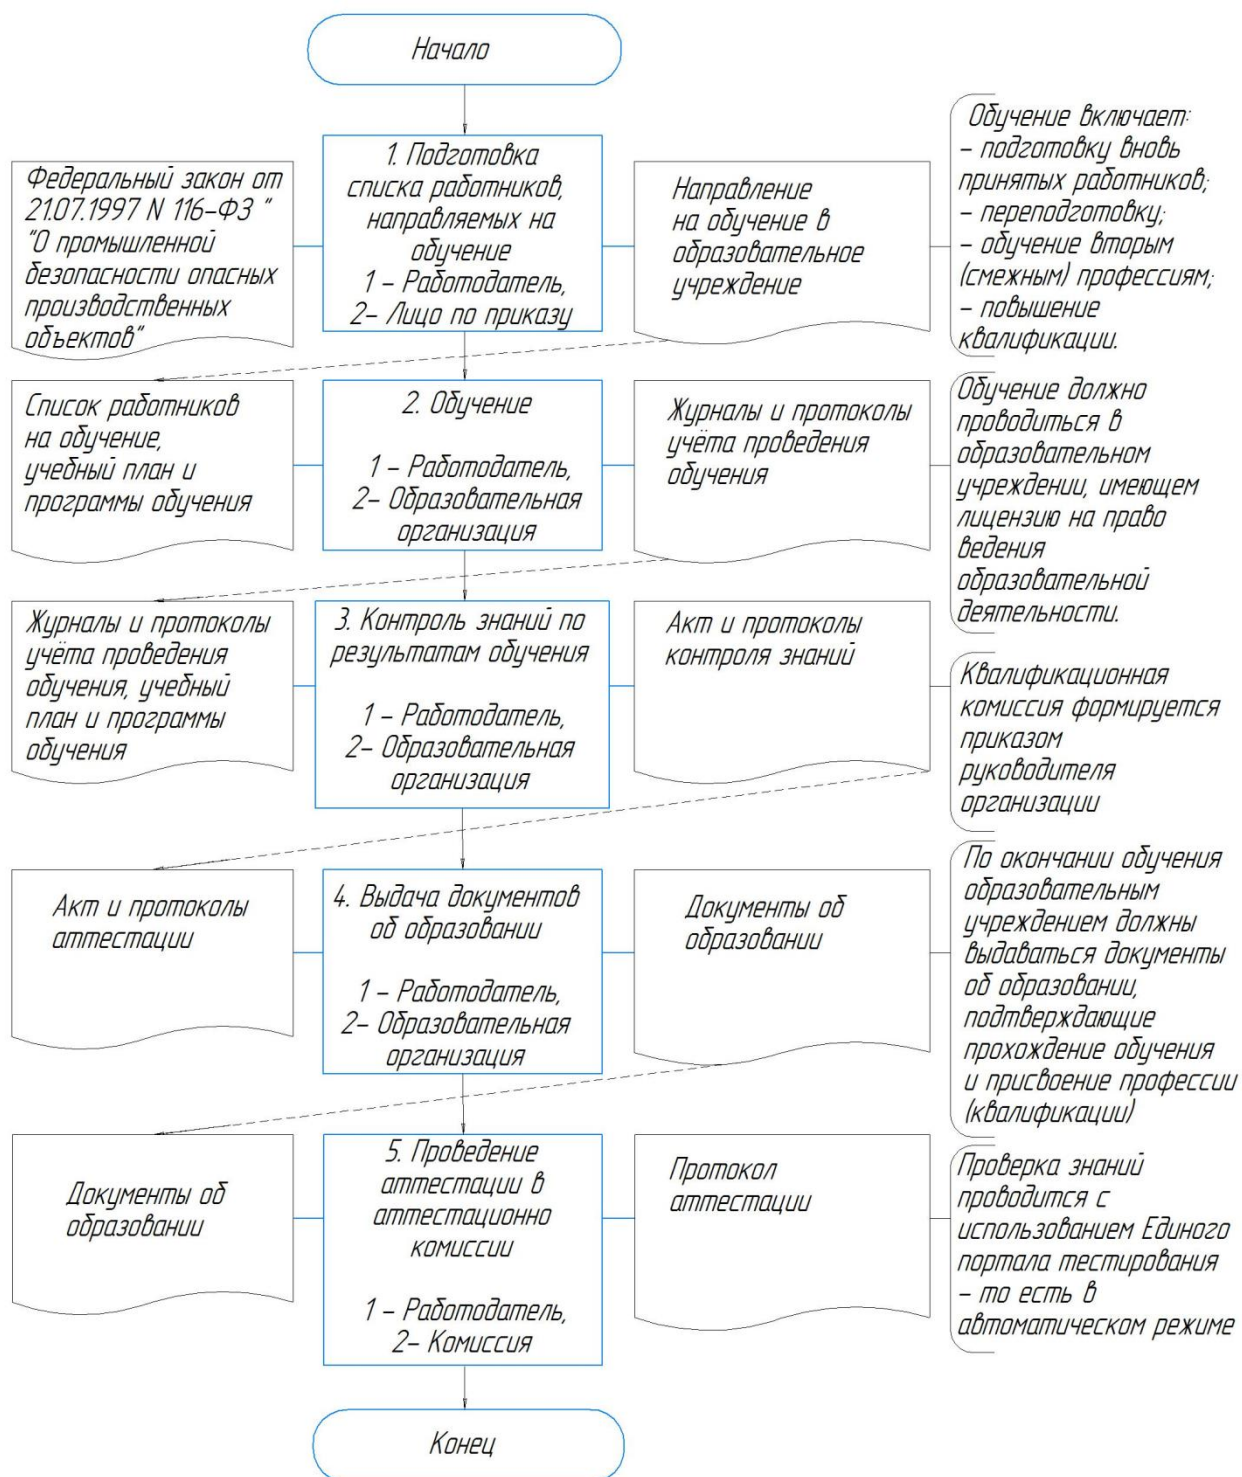 Начало
Федеральный закон от
21.07.1997 N 116-ФЗ "
"О промышленной
безопасности опасных
производственных
объектов"
1. Подготовка
списка работников,
направляемых на
обучение
1 – Работодатель,
2– Лицо по приказу
Направление
на обучение в
образовательное
учреждение
Обучение включает:
– подготовку вновь
принятых работников;
– переподготовку;
– обучение вторым
(смежным) профессиям;
– повышение
квалификации.
Список работников
на обучение,
учебный план и
программы обучения
2. Обучение
1 – Работодатель,
2– Образовательная
организация
Журналы и протоколы
учёта проведения
обучения
Обучение должно
проводиться в
образовательном
учреждении, имеющем
лицензию на право
ведения
образовательной
деятельности.
Журналы и протоколы
учёта проведения
обучения, учебный
план и программы
обучения
3. Контроль знаний по
результатам обучения
1 – Работодатель,
2– Образовательная
организация
Акт и протоколы
контроля знаний
Квалификационная
комиссия формируется
приказом
руководителя
организации
Акт и протоколы
аттестации
4. Выдача документов
об образовании
1 – Работодатель,
2– Образовательная
организация
Документы об
образовании
По окончании обучения
образовательным
учреждением должны
выдаваться документы
об образовании,
подтверждающие
прохождение обучения
и присвоение профессии
(квалификации)
Документы об
образовании
5. Проведение
аттестации в
аттестационно
комиссии
1 – Работодатель,
2– Комиссия
Протокол
аттестации
Проверка знаний
проводится с
использованием Единого
портала тестирования
– то есть в
автоматическом режиме
Конец